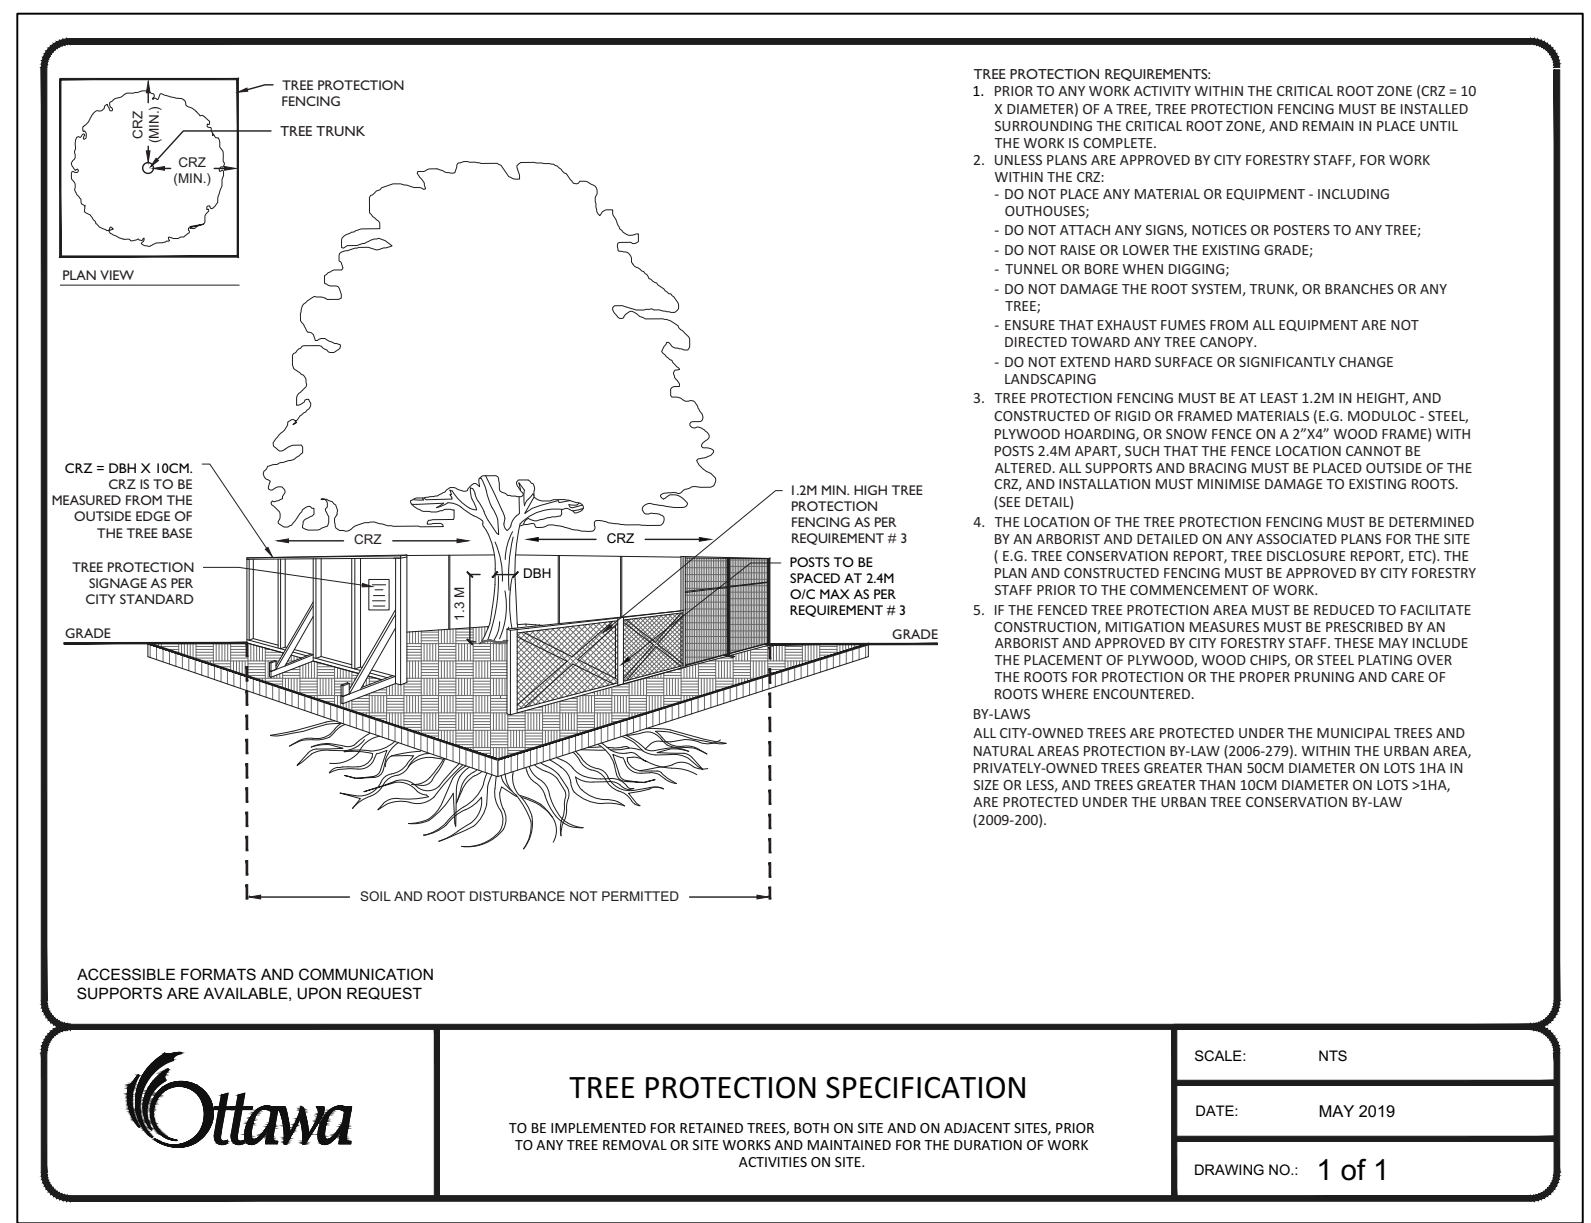 TREE PROTECTION
FENCING
TREE TRUNK
CRZ
(MIN.)
CRZ
(MIN.)
PLAN VIEW
CRZ = DBH X 10CM.
CRZ IS TO BE
MEASURED FROM THE
OUTSIDE EDGE OF
THE TREE BASE
TREE PROTECTION
SIGNAGE AS PER
CITY STANDARD
GRADE
CRZ
CRZ
DBH
1.3 M
1.2M MIN. HIGH TREE
PROTECTION
FENCING AS PER
REQUIREMENT # 3
POSTS TO BE
SPACED AT 2.4M
O/C MAX AS PER
REQUIREMENT # 3
GRADE
SOIL AND ROOT DISTURBANCE NOT PERMITTED
ACCESSIBLE FORMATS AND COMMUNICATION
SUPPORTS ARE AVAILABLE, UPON REQUEST
TREE PROTECTION REQUIREMENTS:
1. PRIOR TO ANY WORK ACTIVITY WITHIN THE CRITICAL ROOT ZONE (CRZ = 10
X DIAMETER) OF A TREE, TREE PROTECTION FENCING MUST BE INSTALLED
SURROUNDING THE CRITICAL ROOT ZONE, AND REMAIN IN PLACE UNTIL
THE WORK IS COMPLETE.
2. UNLESS PLANS ARE APPROVED BY CITY FORESTRY STAFF, FOR WORK
WITHIN THE CRZ:
- DO NOT PLACE ANY MATERIAL OR EQUIPMENT - INCLUDING
OUTHOUSES;
- DO NOT ATTACH ANY SIGNS, NOTICES OR POSTERS TO ANY TREE;
- DO NOT RAISE OR LOWER THE EXISTING GRADE;
- TUNNEL OR BORE WHEN DIGGING;
- DO NOT DAMAGE THE ROOT SYSTEM, TRUNK, OR BRANCHES OR ANY
TREE;
- ENSURE THAT EXHAUST FUMES FROM ALL EQUIPMENT ARE NOT
DIRECTED TOWARD ANY TREE CANOPY.
- DO NOT EXTEND HARD SURFACE OR SIGNIFICANTLY CHANGE
LANDSCAPING
3. TREE PROTECTION FENCING MUST BE AT LEAST 1.2M IN HEIGHT, AND
CONSTRUCTED OF RIGID OR FRAMED MATERIALS (E.G. MODULOC - STEEL,
PLYWOOD HOARDING, OR SNOW FENCE ON A 2”X4” WOOD FRAME) WITH
POSTS 2.4M APART, SUCH THAT THE FENCE LOCATION CANNOT BE
ALTERED. ALL SUPPORTS AND BRACING MUST BE PLACED OUTSIDE OF THE
CRZ, AND INSTALLATION MUST MINIMISE DAMAGE TO EXISTING ROOTS.
(SEE DETAIL)
4. THE LOCATION OF THE TREE PROTECTION FENCING MUST BE DETERMINED
BY AN ARBORIST AND DETAILED ON ANY ASSOCIATED PLANS FOR THE SITE
( E.G. TREE CONSERVATION REPORT, TREE DISCLOSURE REPORT, ETC). THE
PLAN AND CONSTRUCTED FENCING MUST BE APPROVED BY CITY FORESTRY
STAFF PRIOR TO THE COMMENCEMENT OF WORK.
5. IF THE FENCED TREE PROTECTION AREA MUST BE REDUCED TO FACILITATE
CONSTRUCTION, MITIGATION MEASURES MUST BE PRESCRIBED BY AN
ARBORIST AND APPROVED BY CITY FORESTRY STAFF. THESE MAY INCLUDE
THE PLACEMENT OF PLYWOOD, WOOD CHIPS, OR STEEL PLATING OVER
THE ROOTS FOR PROTECTION OR THE PROPER PRUNING AND CARE OF
ROOTS WHERE ENCOUNTERED.
BY-LAWS
ALL CITY-OWNED TREES ARE PROTECTED UNDER THE MUNICIPAL TREES AND
NATURAL AREAS PROTECTION BY-LAW (2006-279). WITHIN THE URBAN AREA,
PRIVATELY-OWNED TREES GREATER THAN 50CM DIAMETER ON LOTS 1HA IN
SIZE OR LESS, AND TREES GREATER THAN 10CM DIAMETER ON LOTS >1HA,
ARE PROTECTED UNDER THE URBAN TREE CONSERVATION BY-LAW
(2009-200).
Ottawa
TREE PROTECTION SPECIFICATION
TO BE IMPLEMENTED FOR RETAINED TREES, BOTH ON SITE AND ON ADJACENT SITES, PRIOR
TO ANY TREE REMOVAL OR SITE WORKS AND MAINTAINED FOR THE DURATION OF WORK
ACTIVITIES ON SITE.
SCALE: NTS
DATE: MAY 2019
DRAWING NO.: 1 of 1